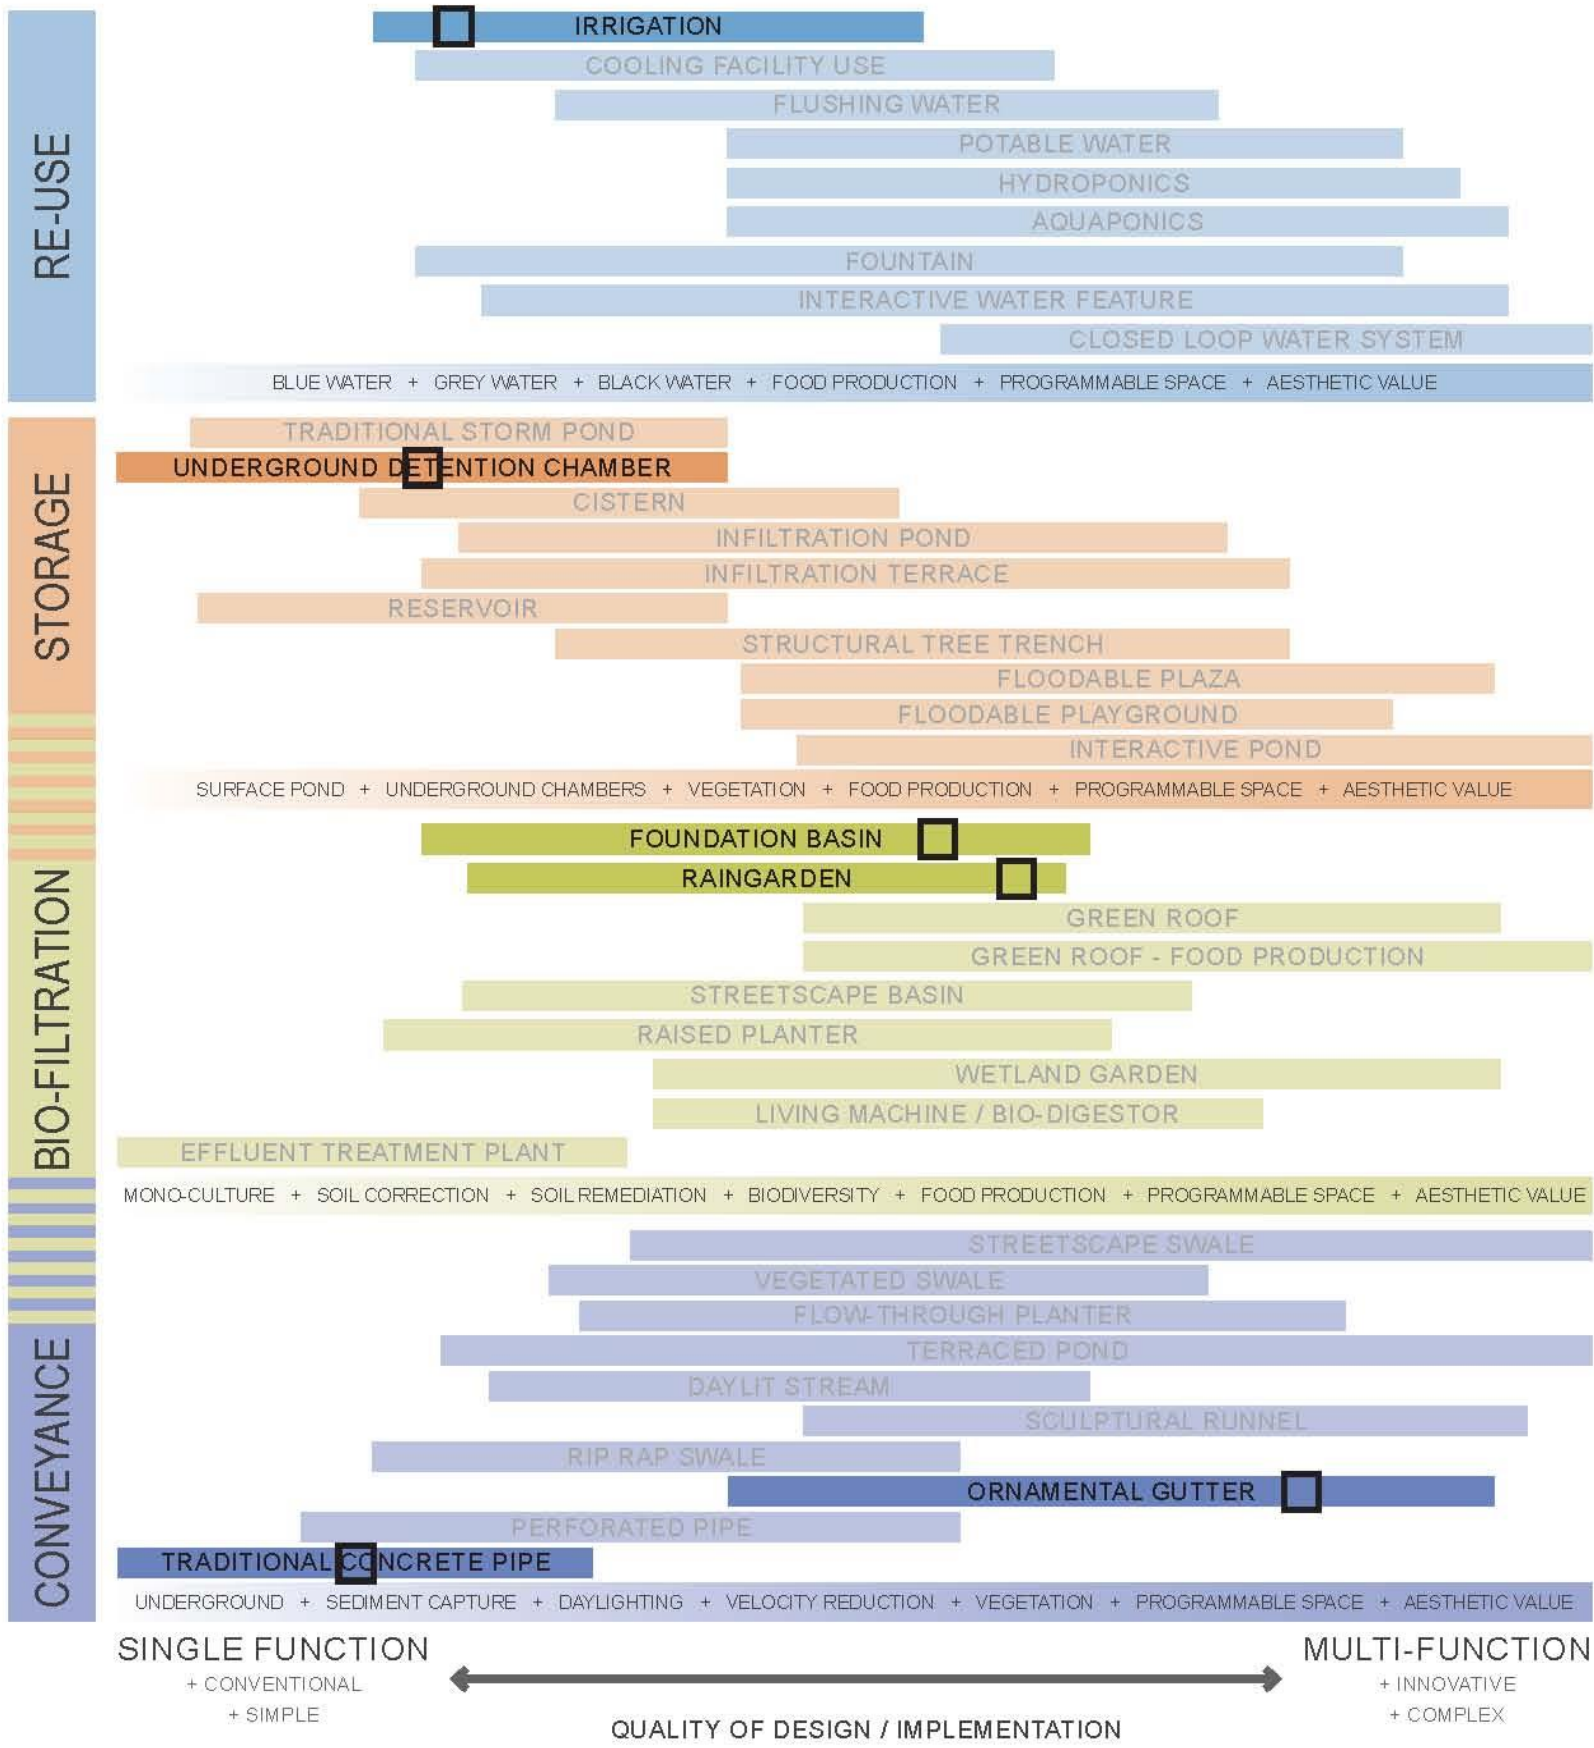 RE-USE
IRRIGATION
COOLING FACILITY USE
FLUSHING WATER
POTABLE WATER
HYDROPONICS
AQUAPONICS
FOUNTAIN
INTERACTIVE WATER FEATURE
CLOSED LOOP WATER SYSTEM
BLUE WATER + GREY WATER + BLACK WATER + FOOD PRODUCTION + PROGRAMMABLE SPACE + AESTHETIC VALUE
STORAGE
TRADITIONAL STORM POND
UNDERGROUND DETENTION CHAMBER
CISTERN
INFILTRATION POND
INFILTRATION TERRACE
RESERVOIR
STRUCTURAL TREE TRENCH
FLOODABLE PLAZA
FLOODABLE PLAYGROUND
INTERACTIVE POND
SURFACE POND + UNDERGROUND CHAMBERS + VEGETATION + FOOD PRODUCTION + PROGRAMMABLE SPACE + AESTHETIC VALUE
BIO-FILTRATION
FOUNDATION BASIN
RAINGARDEN
GREEN ROOF
GREEN ROOF - FOOD PRODUCTION
STREETSCAPE BASIN
RAISED PLANTER
WETLAND GARDEN
LIVING MACHINE / BIO-DIGESTOR
EFFLUENT TREATMENT PLANT
MONO-CULTURE + SOIL CORRECTION + SOIL REMEDIATION + BIODIVERSITY + FOOD PRODUCTION + PROGRAMMABLE SPACE + AESTHETIC VALUE
CONVEYANCE
STREETSCAPE SWALE
VEGETATED SWALE
FLOW-THROUGH PLANTER
TERRACED POND
DAYLIT STREAM
SCULPTURAL RUNNEL
RIP RAP SWALE
ORNAMENTAL GUTTER
PERFORATED PIPE
TRADITIONAL CONCRETE PIPE
UNDERGROUND + SEDIMENT CAPTURE + DAYLIGHTING + VELOCITY REDUCTION + VEGETATION + PROGRAMMABLE SPACE + AESTHETIC VALUE
SINGLE FUNCTION
+ CONVENTIONAL
+ SIMPLE
QUALITY OF DESIGN / IMPLEMENTATION
MULTI-FUNCTION
+ INNOVATIVE
+ COMPLEX